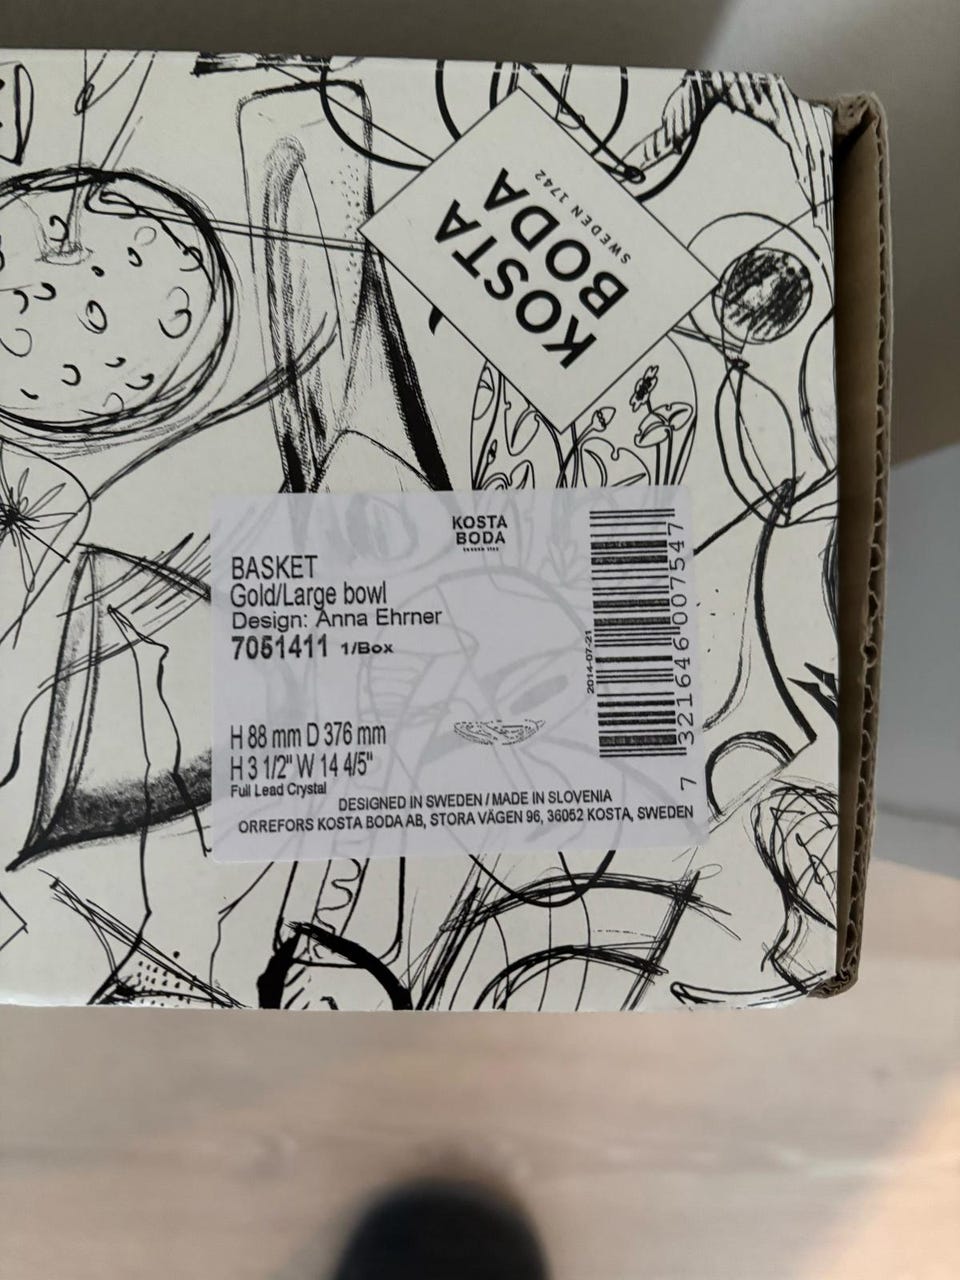 KOSTA
BODA
SWEDEN 1742
KOSTA
BODA
SWEDEN 1742
BASKET
Gold/Large bowl
Design: Anna Ehrner
7051411 1/Box
2014-07-21
7 321646 007547
H 88 mm D 376 mm
H 3 1/2" W 14 4/5"
Full Lead Crystal
DESIGNED IN SWEDEN / MADE IN SLOVENIA
ORREFORS KOSTA BODA AB, STORA VÄGEN 96, 36052 KOSTA, SWEDEN